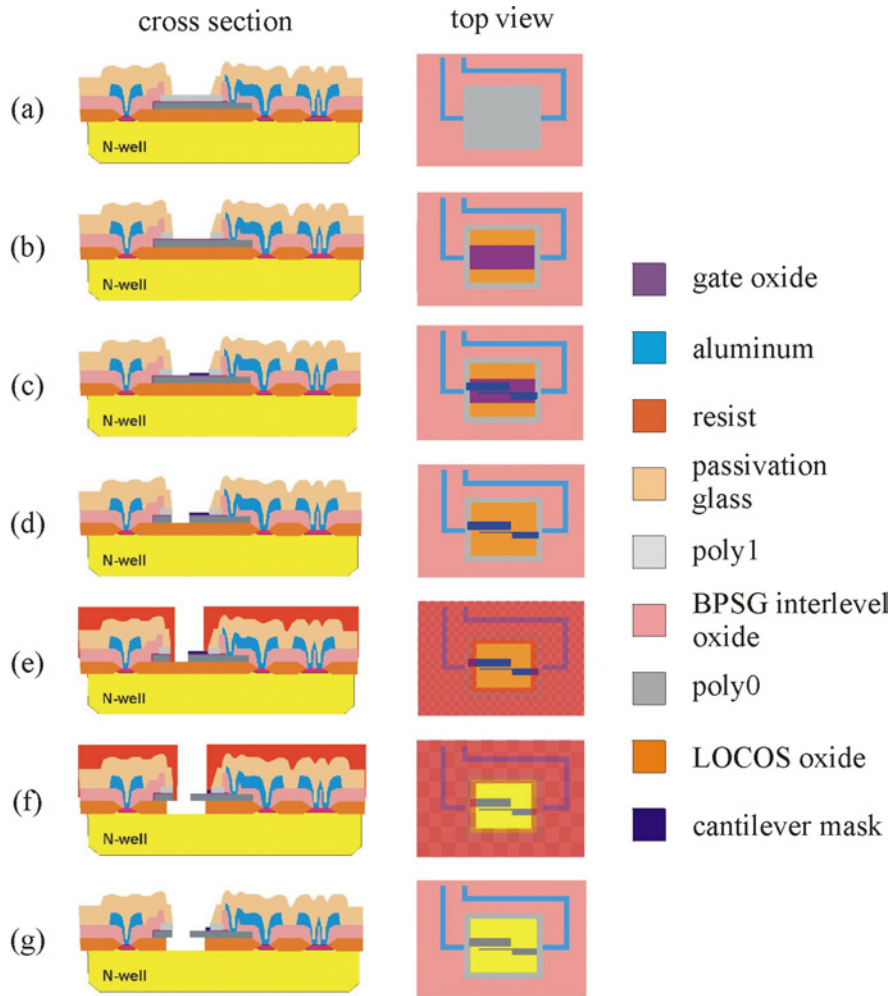 cross section
top view
(a)
N-well
(b)
N-well
(c)
N-well
(d)
N-well
(e)
N-well
(f)
N-well
(g)
N-well
gate oxide
aluminum
resist
passivation
glass
poly1
BPSG interlevel
oxide
poly0
LOCOS oxide
cantilever mask